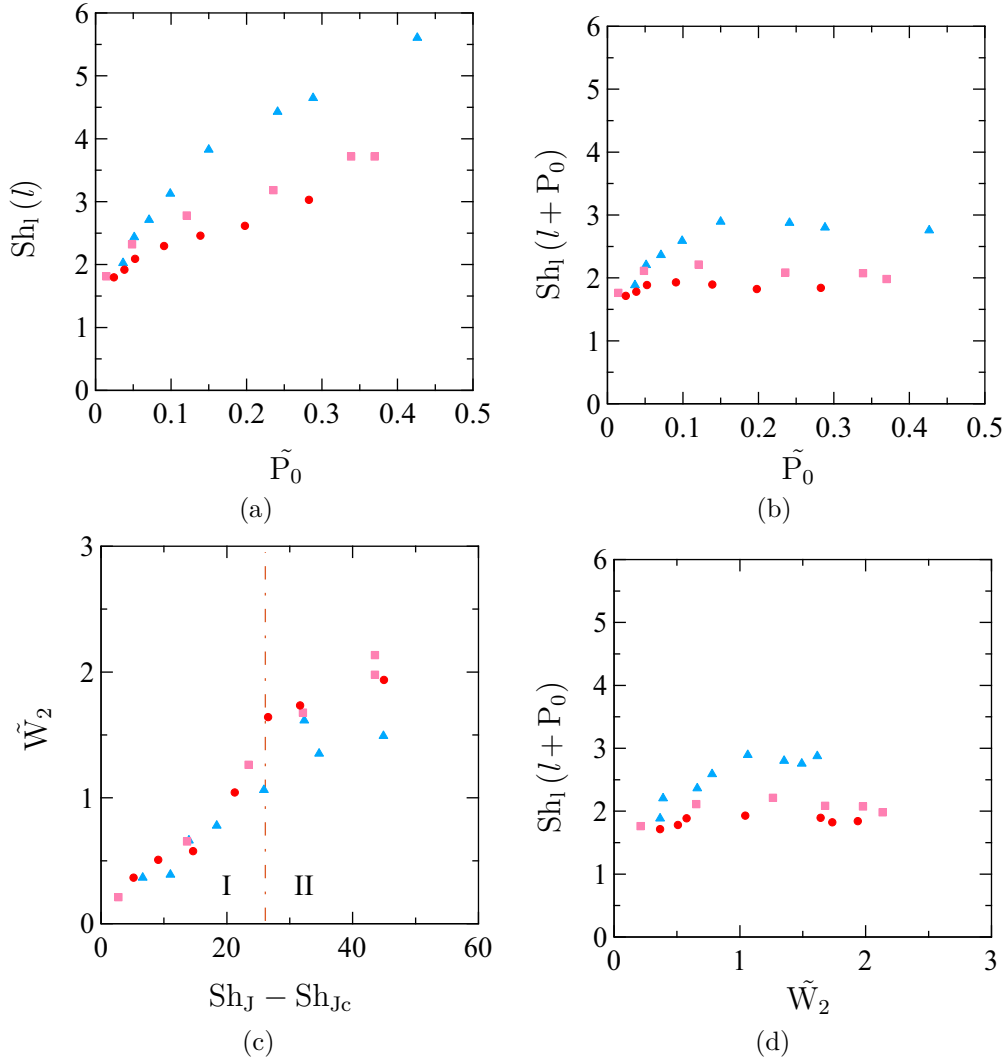 6
5
4
3
2
1
0
Sh_l (l)
0 0.1 0.2 0.3 0.4 0.5
P̃_0
(a)
6
5
4
3
2
1
0
Sh_l (l + P_0)
0 0.1 0.2 0.3 0.4 0.5
P̃_0
(b)
3
2
1
0
W̃_2
I II
0 20 40 60
Sh_J − Sh_Jc
(c)
6
5
4
3
2
1
0
Sh_l (l + P_0)
0 1 2 3
W̃_2
(d)